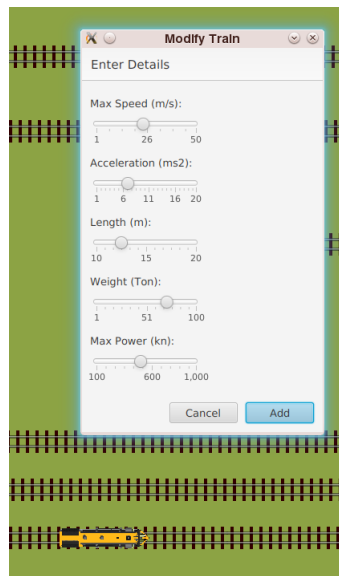 Modify Train
Enter Details
Max Speed (m/s):
1 26 50
Acceleration (ms2):
1 6 11 16 20
Length (m):
10 15 20
Weight (Ton):
1 51 100
Max Power (kn):
100 600 1,000
Cancel Add